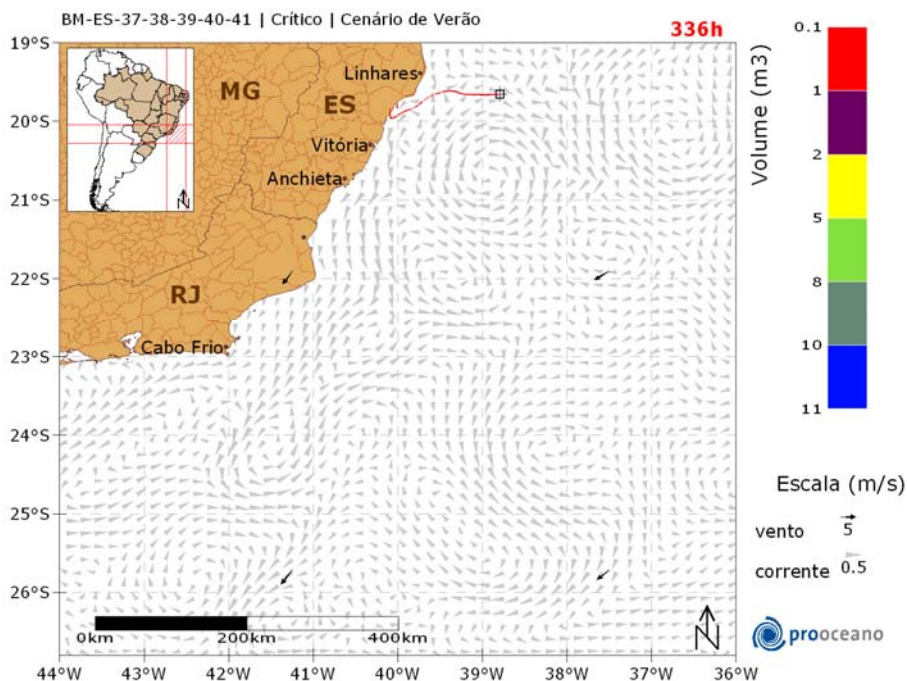 BM-ES-37-38-39-40-41 | Crítico | Cenário de Verão
336h
19°S
20°S
21°S
22°S
23°S
24°S
25°S
26°S
44°W
43°W
42°W
41°W
40°W
39°W
38°W
37°W
36°W
MG
ES
RJ
Linhares
Vitória
Anchieta
Cabo Frio
N
0km
200km
400km
N
Volume (m3)
0.1
1
2
5
8
10
11
Escala (m/s)
vento 5
corrente 0.5
prooceano